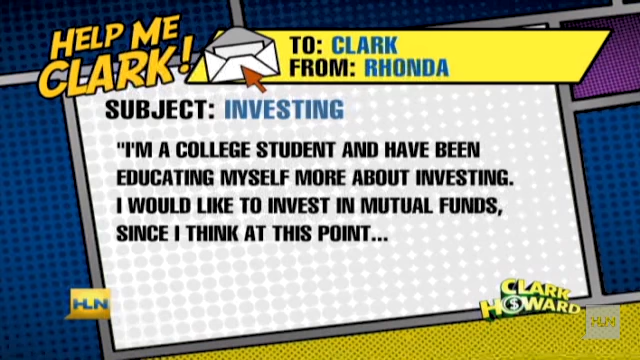 HELP ME
CLARK!
TO: CLARK
FROM: RHONDA
SUBJECT: INVESTING
"I'M A COLLEGE STUDENT AND HAVE BEEN
EDUCATING MYSELF MORE ABOUT INVESTING.
I WOULD LIKE TO INVEST IN MUTUAL FUNDS,
SINCE I THINK AT THIS POINT...
HLN
CLARK
HOWARD
HLN